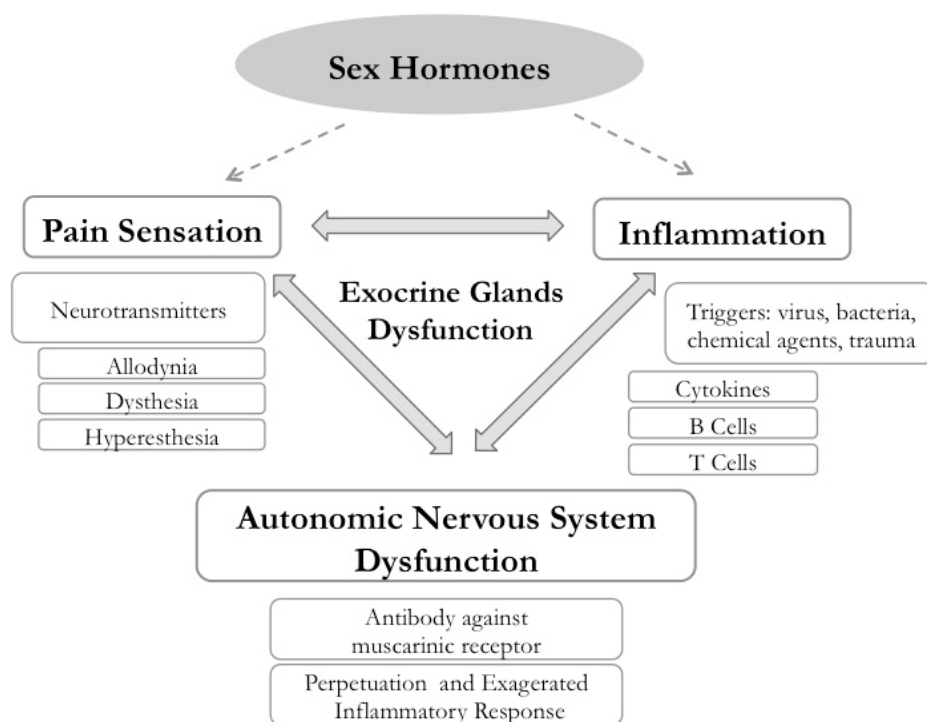 Sex Hormones
Pain Sensation
Inflammation
Exocrine Glands
Dysfunction
Neurotransmitters
Allodynia
Dysthesia
Hyperesthesia
Triggers: virus, bacteria,
chemical agents, trauma
Cytokines
B Cells
T Cells
Autonomic Nervous System
Dysfunction
Antibody against
muscarinic receptor
Perpetuation and Exagerated
Inflammatory Response